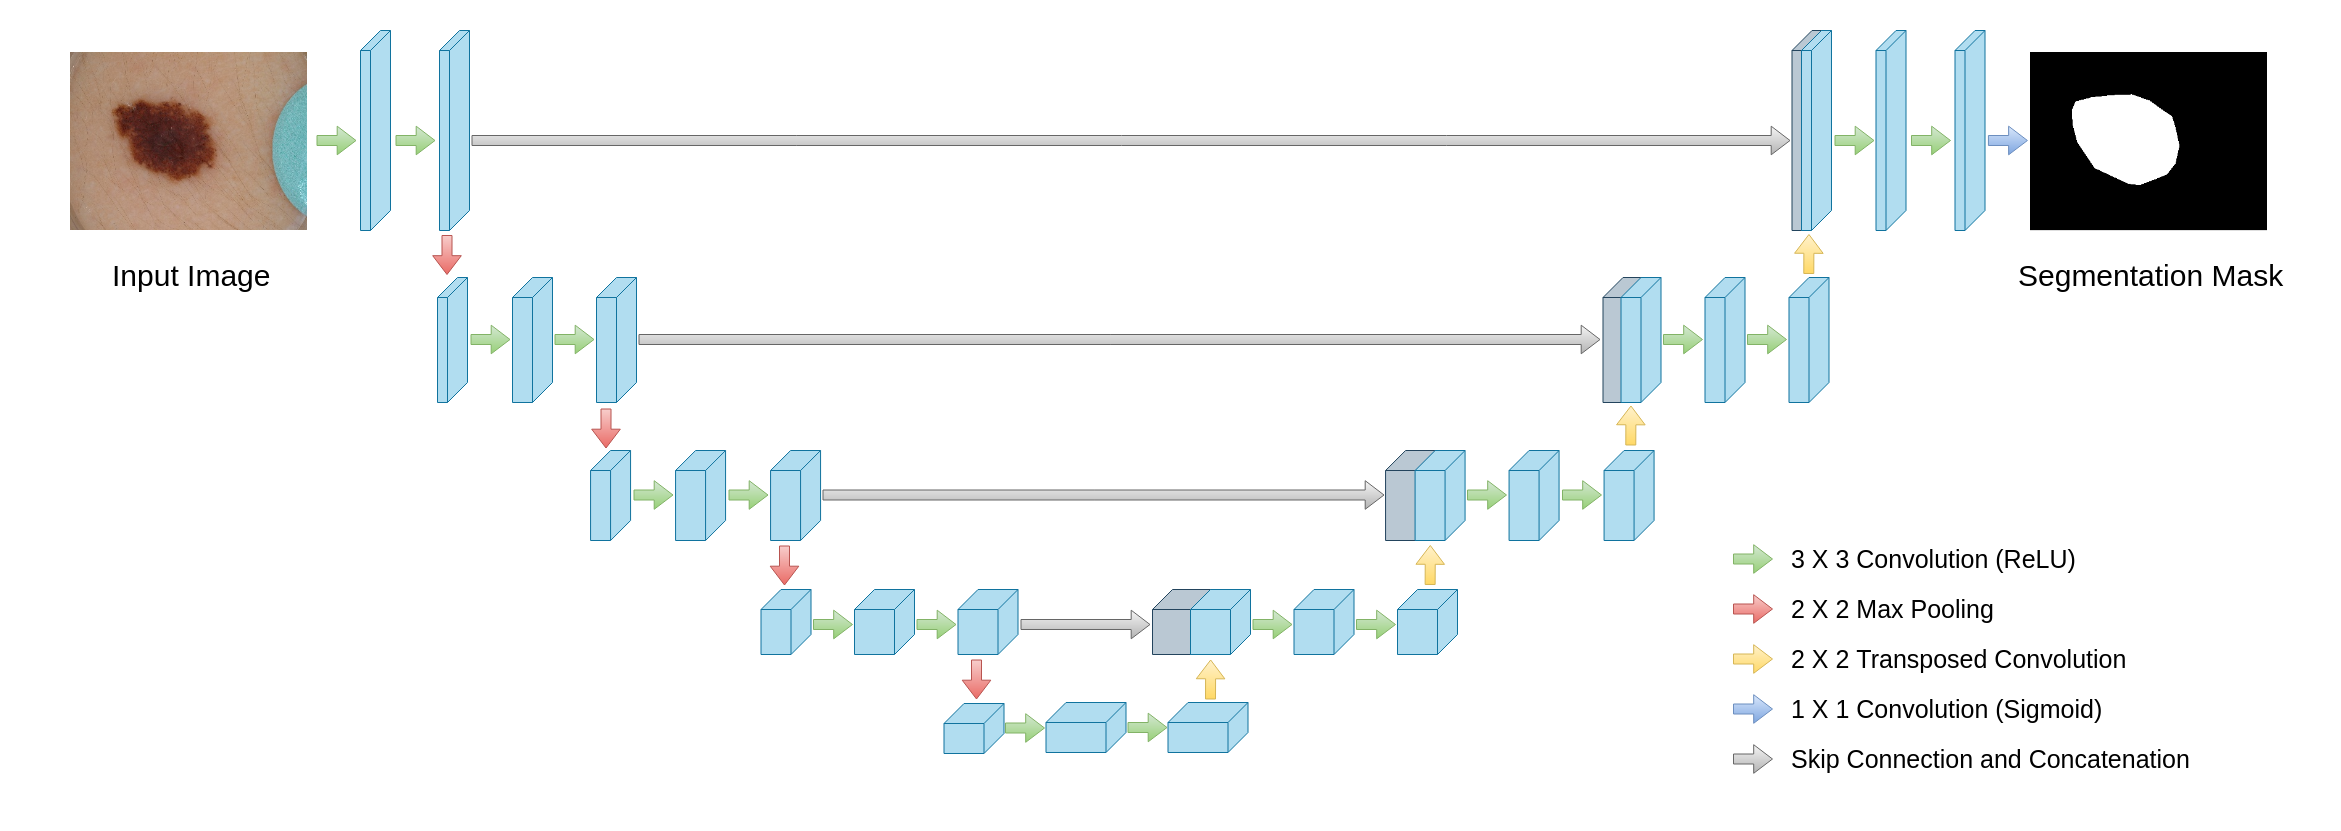 Input Image
Segmentation Mask
3 X 3 Convolution (ReLU)
2 X 2 Max Pooling
2 X 2 Transposed Convolution
1 X 1 Convolution (Sigmoid)
Skip Connection and Concatenation